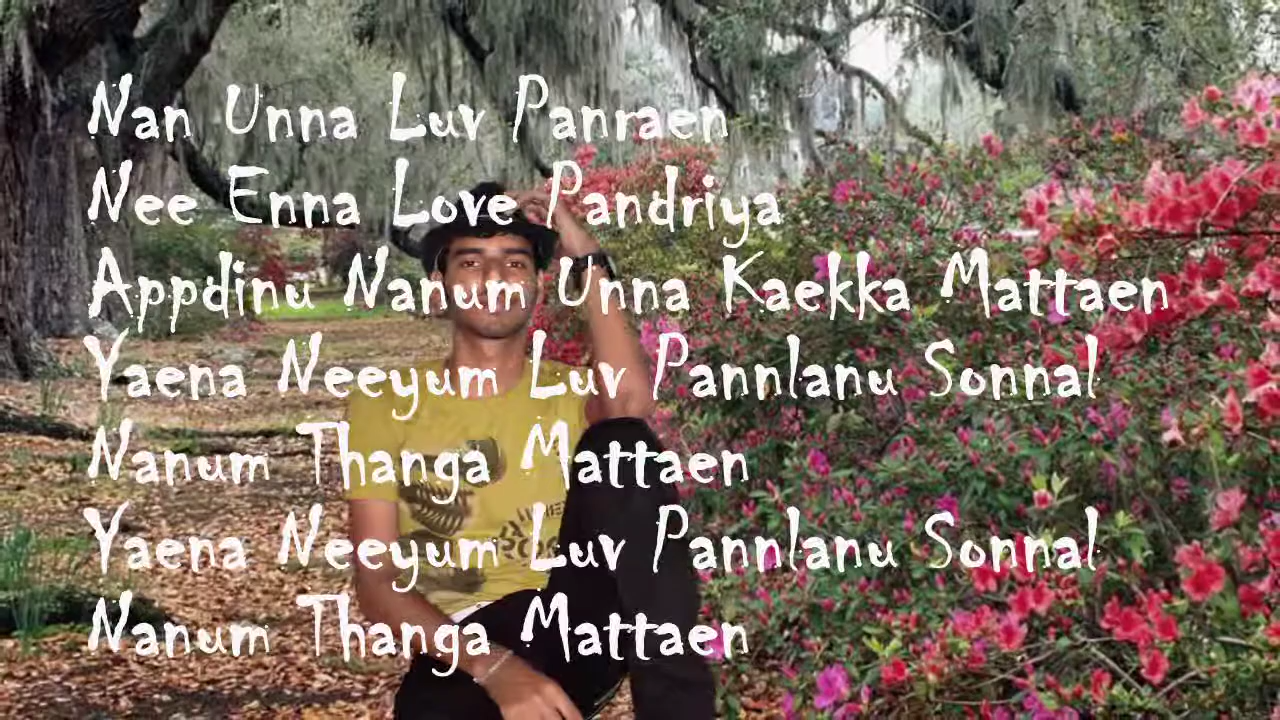 Nan Unna Luv Panraen
Nee Enna Love Pandriya
Appdinu Nanum Unna Kaekka Mattaen
Yaena Neeyum Luv Pannlanu Sonnal
Nanum Thanga Mattaen
Yaena Neeyum Luv Pannlanu Sonnal
Nanum Thanga Mattaen